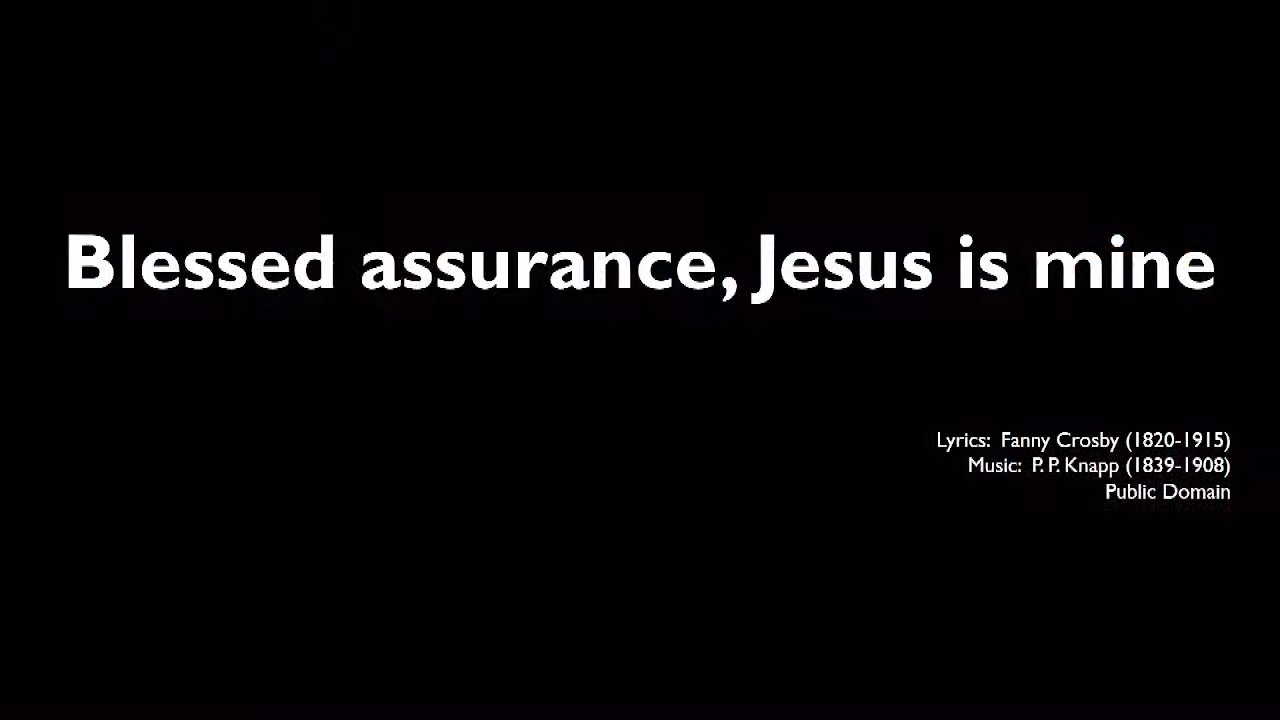 Blessed assurance, Jesus is mine
Lyrics: Fanny Crosby (1820-1915)
Music: P. P. Knapp (1839-1908)
Public Domain